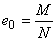 e₀ = M/N